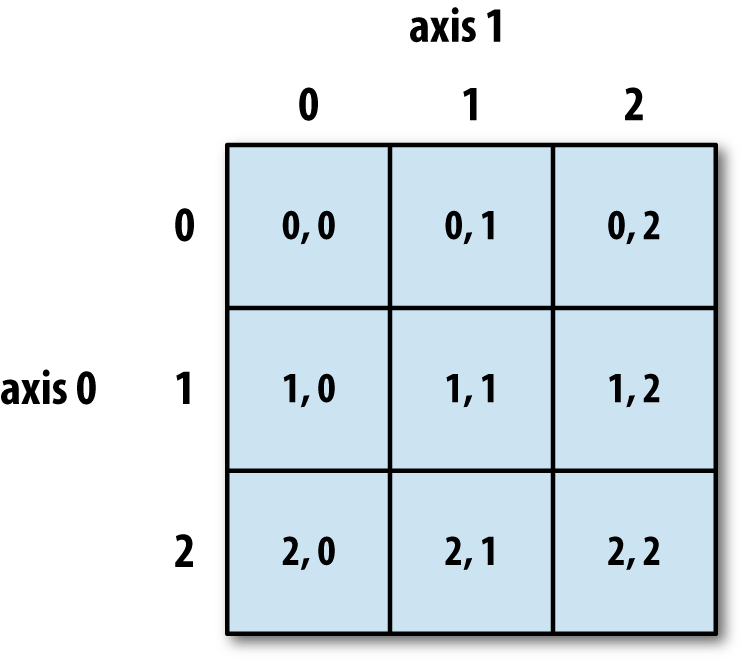 axis 1
0 1 2
0 0, 0 0, 1 0, 2
axis 0 1 1, 0 1, 1 1, 2
2 2, 0 2, 1 2, 2